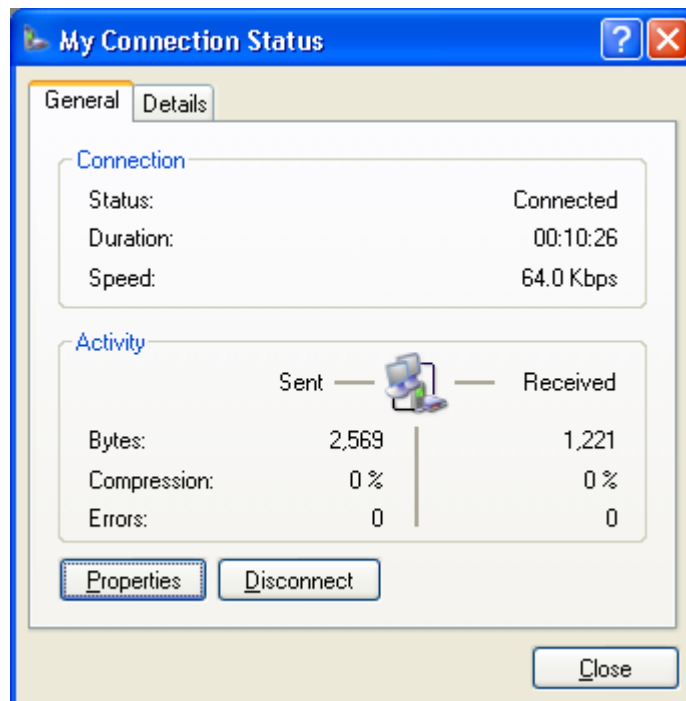 My Connection Status
General Details
Connection
Status: Connected
Duration: 00:10:26
Speed: 64.0 Kbps
Activity
Sent Received
Bytes: 2,569 1,221
Compression: 0 % 0 %
Errors: 0 0
Properties Disconnect
Close